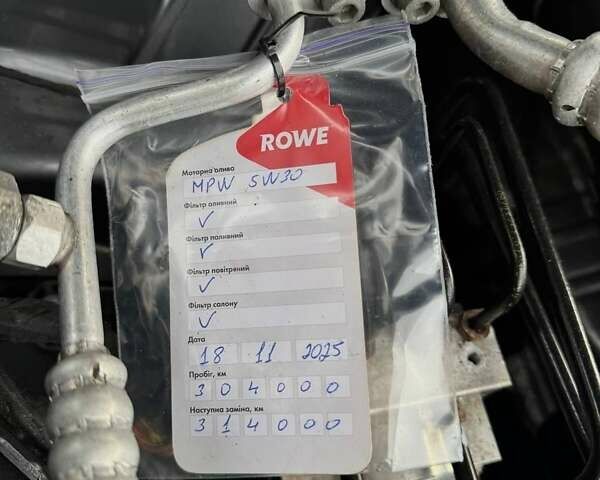 ROWE
Моторна олива
MPW 5W30
Фільтр оливний
✓
Фільтр паливний
✓
Фільтр повітряний
✓
Фільтр салону
✓
Дата
18 11 2025
Пробіг, км
304000
Наступна заміна, км
314000